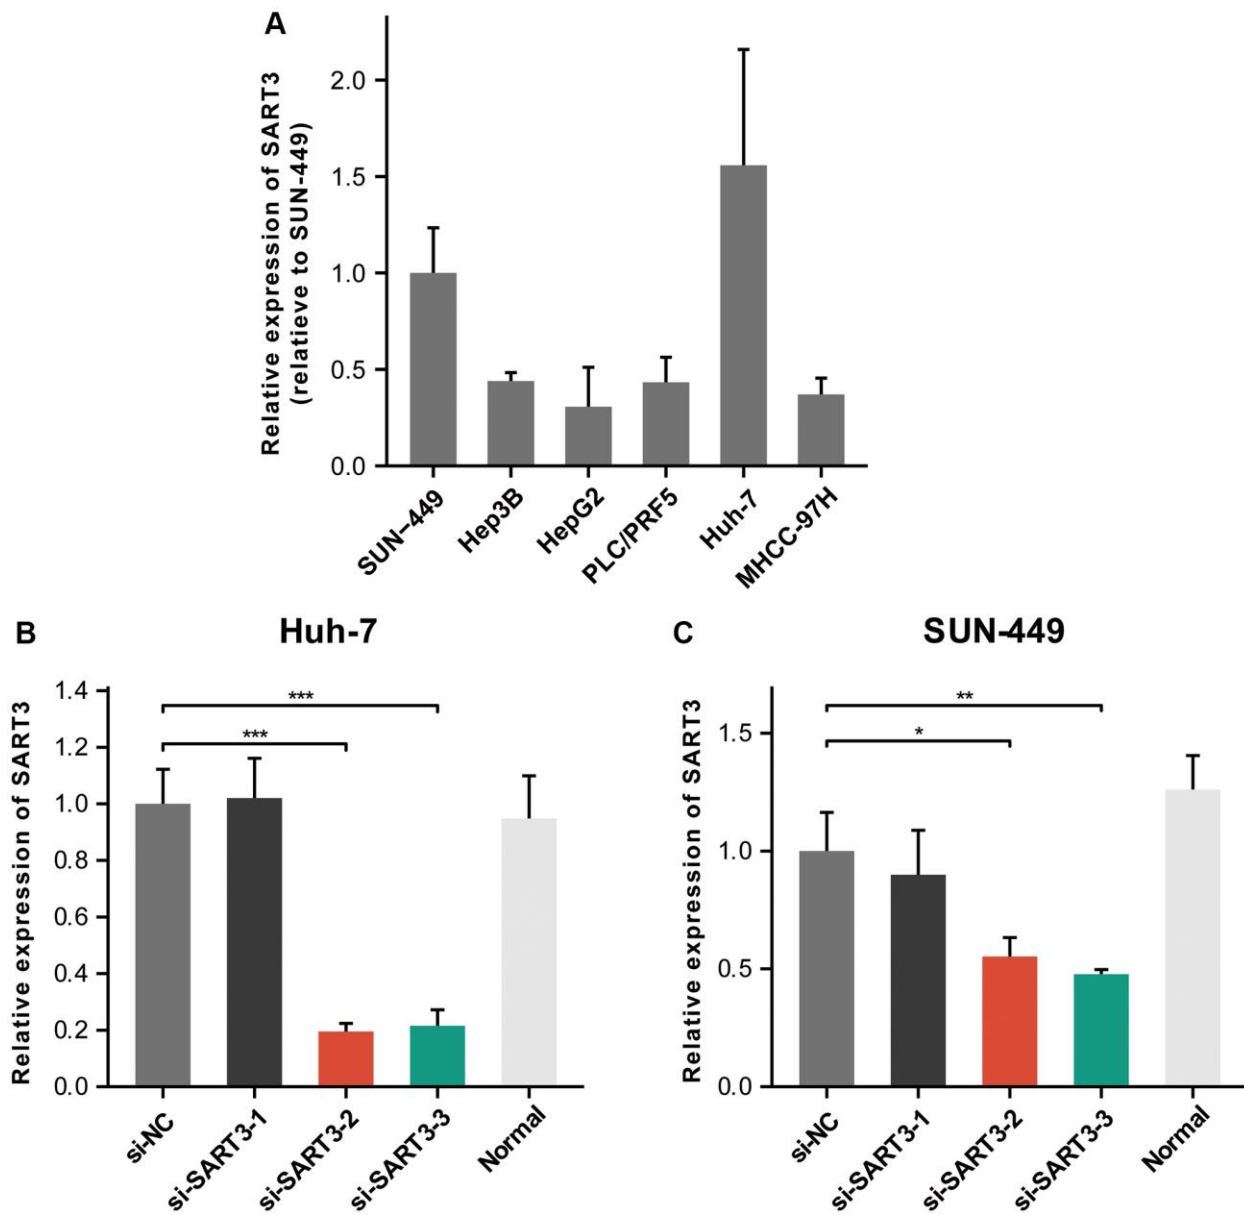 A
Relative expression of SART3
(relatieve to SUN-449)
2.0
1.5
1.0
0.5
0.0
SUN-449
Hep3B
HepG2
PLC/PRF5
Huh-7
MHCC-97H
B
Huh-7
Relative expression of SART3
1.4
1.2
1.0
0.8
0.6
0.4
0.2
0.0
***
***
si-NC
si-SART3-1
si-SART3-2
si-SART3-3
Normal
C
SUN-449
Relative expression of SART3
1.5
1.0
0.5
0.0
**
*
si-NC
si-SART3-1
si-SART3-2
si-SART3-3
Normal